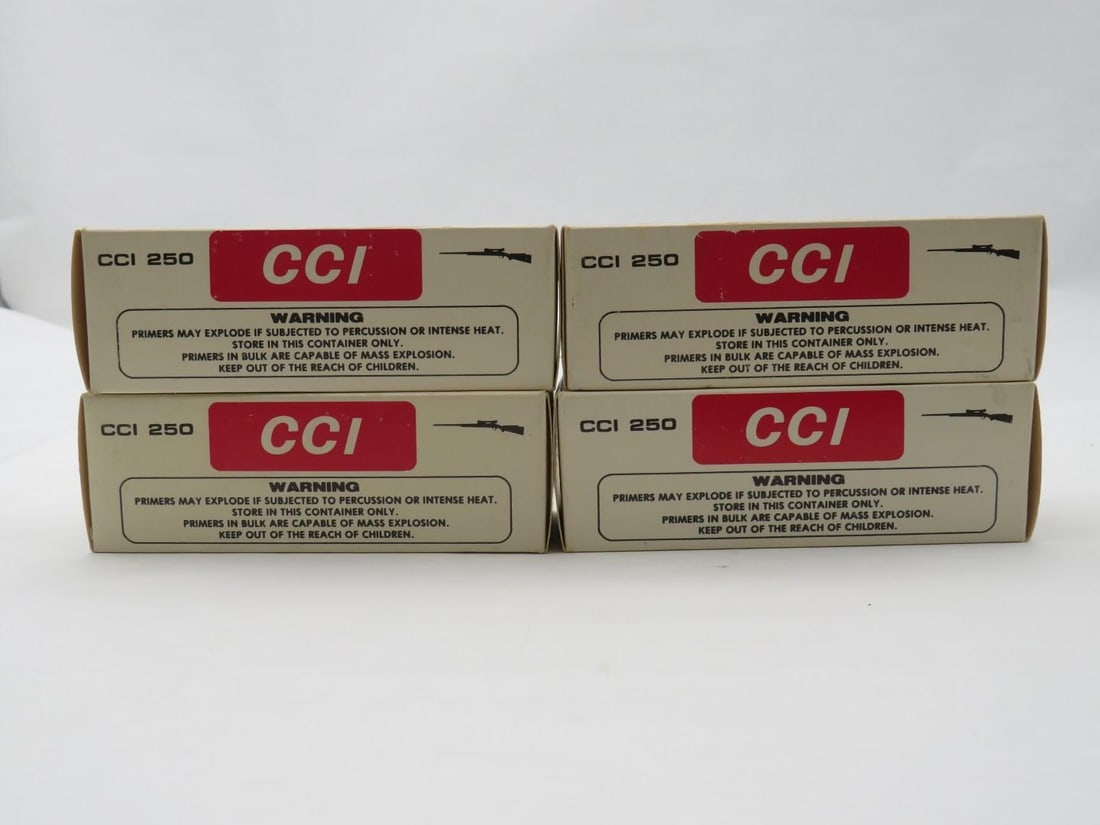 CCI 250
CCI
WARNING
PRIMERS MAY EXPLODE IF SUBJECTED TO PERCUSSION OR INTENSE HEAT.
STORE IN THIS CONTAINER ONLY.
PRIMERS IN BULK ARE CAPABLE OF MASS EXPLOSION.
KEEP OUT OF THE REACH OF CHILDREN.
CCI 250
CCI
WARNING
PRIMERS MAY EXPLODE IF SUBJECTED TO PERCUSSION OR INTENSE HEAT.
STORE IN THIS CONTAINER ONLY.
PRIMERS IN BULK ARE CAPABLE OF MASS EXPLOSION.
KEEP OUT OF THE REACH OF CHILDREN.
CCI 250
CCI
WARNING
PRIMERS MAY EXPLODE IF SUBJECTED TO PERCUSSION OR INTENSE HEAT.
STORE IN THIS CONTAINER ONLY.
PRIMERS IN BULK ARE CAPABLE OF MASS EXPLOSION.
KEEP OUT OF THE REACH OF CHILDREN.
CCI 250
CCI
WARNING
PRIMERS MAY EXPLODE IF SUBJECTED TO PERCUSSION OR INTENSE HEAT.
STORE IN THIS CONTAINER ONLY.
PRIMERS IN BULK ARE CAPABLE OF MASS EXPLOSION.
KEEP OUT OF THE REACH OF CHILDREN.